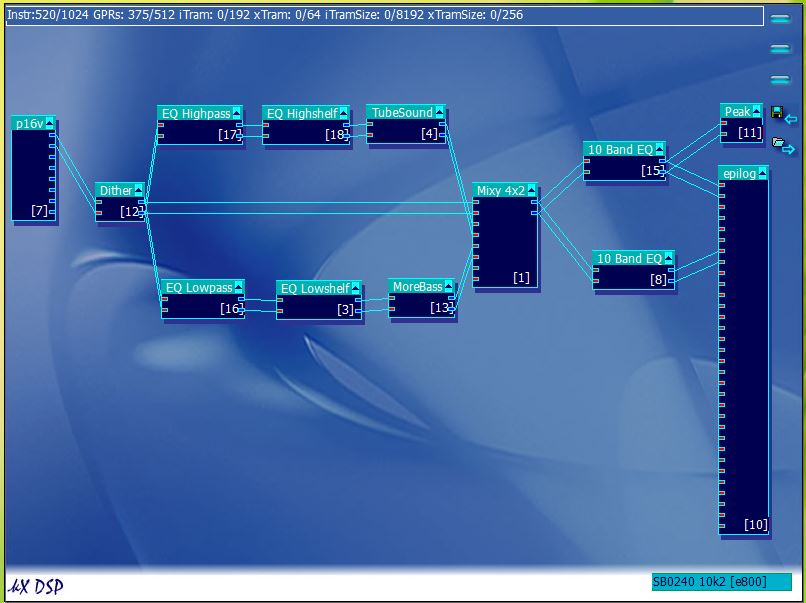 Instr:520/1024 GPRs: 375/512 iTram: 0/192 xTram: 0/64 iTramSize: 0/8192 xTramSize: 0/256
p16v
[7]
Dither
[12]
EQ Highpass
[17]
EQ Highshelf
[18]
TubeSound
[4]
EQ Lowpass
[16]
EQ Lowshelf
[3]
MoreBass
[13]
Mixy 4x2
[1]
10 Band EQ
[15]
10 Band EQ
[8]
Peak
[11]
epilog
[10]
kX DSP
SB0240 10k2 [e800]